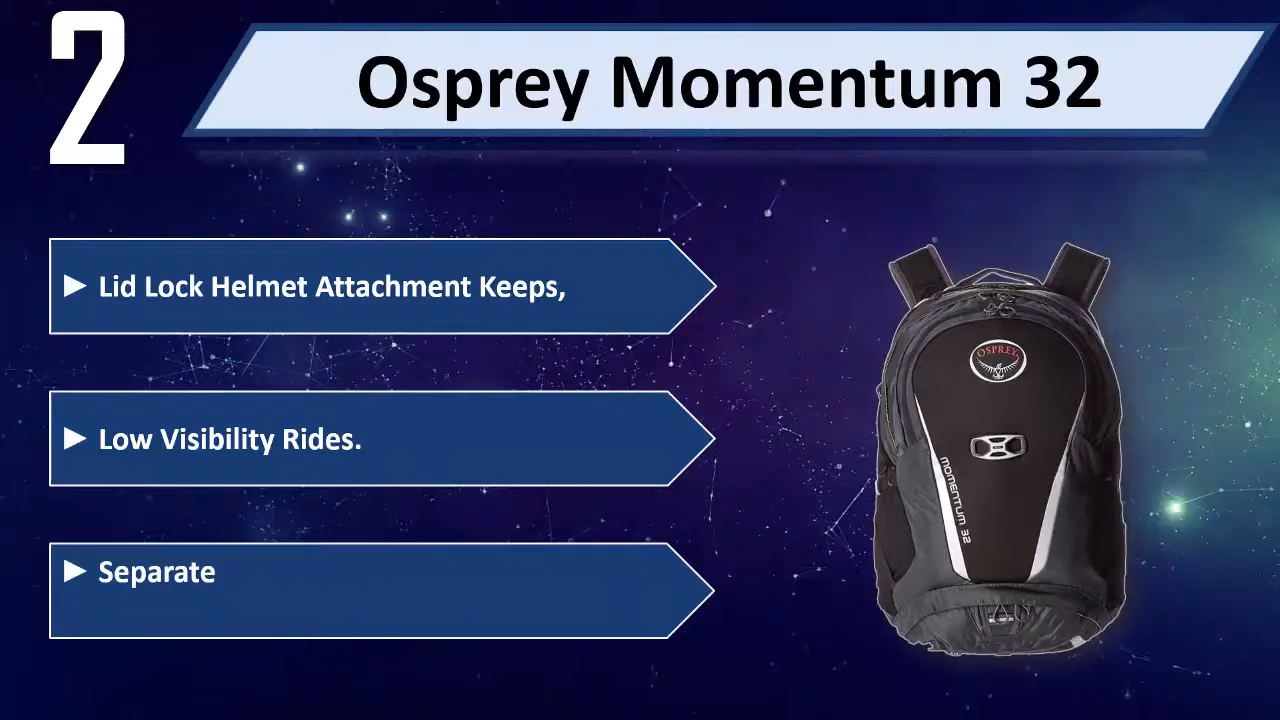 2
Osprey Momentum 32
Lid Lock Helmet Attachment Keeps,
Low Visibility Rides.
Separate
OSPREY
MOMENTUM 32